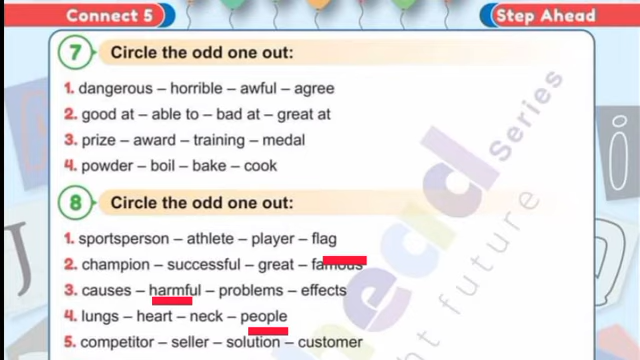 Connect 5
Step Ahead
7 Circle the odd one out:
1. dangerous – horrible – awful – agree
2. good at – able to – bad at – great at
3. prize – award – training – medal
4. powder – boil – bake – cook
8 Circle the odd one out:
1. sportsperson – athlete – player – flag
2. champion – successful – great – famous
3. causes – harmful – problems – effects
4. lungs – heart – neck – people
5. competitor – seller – solution – customer
Series
future